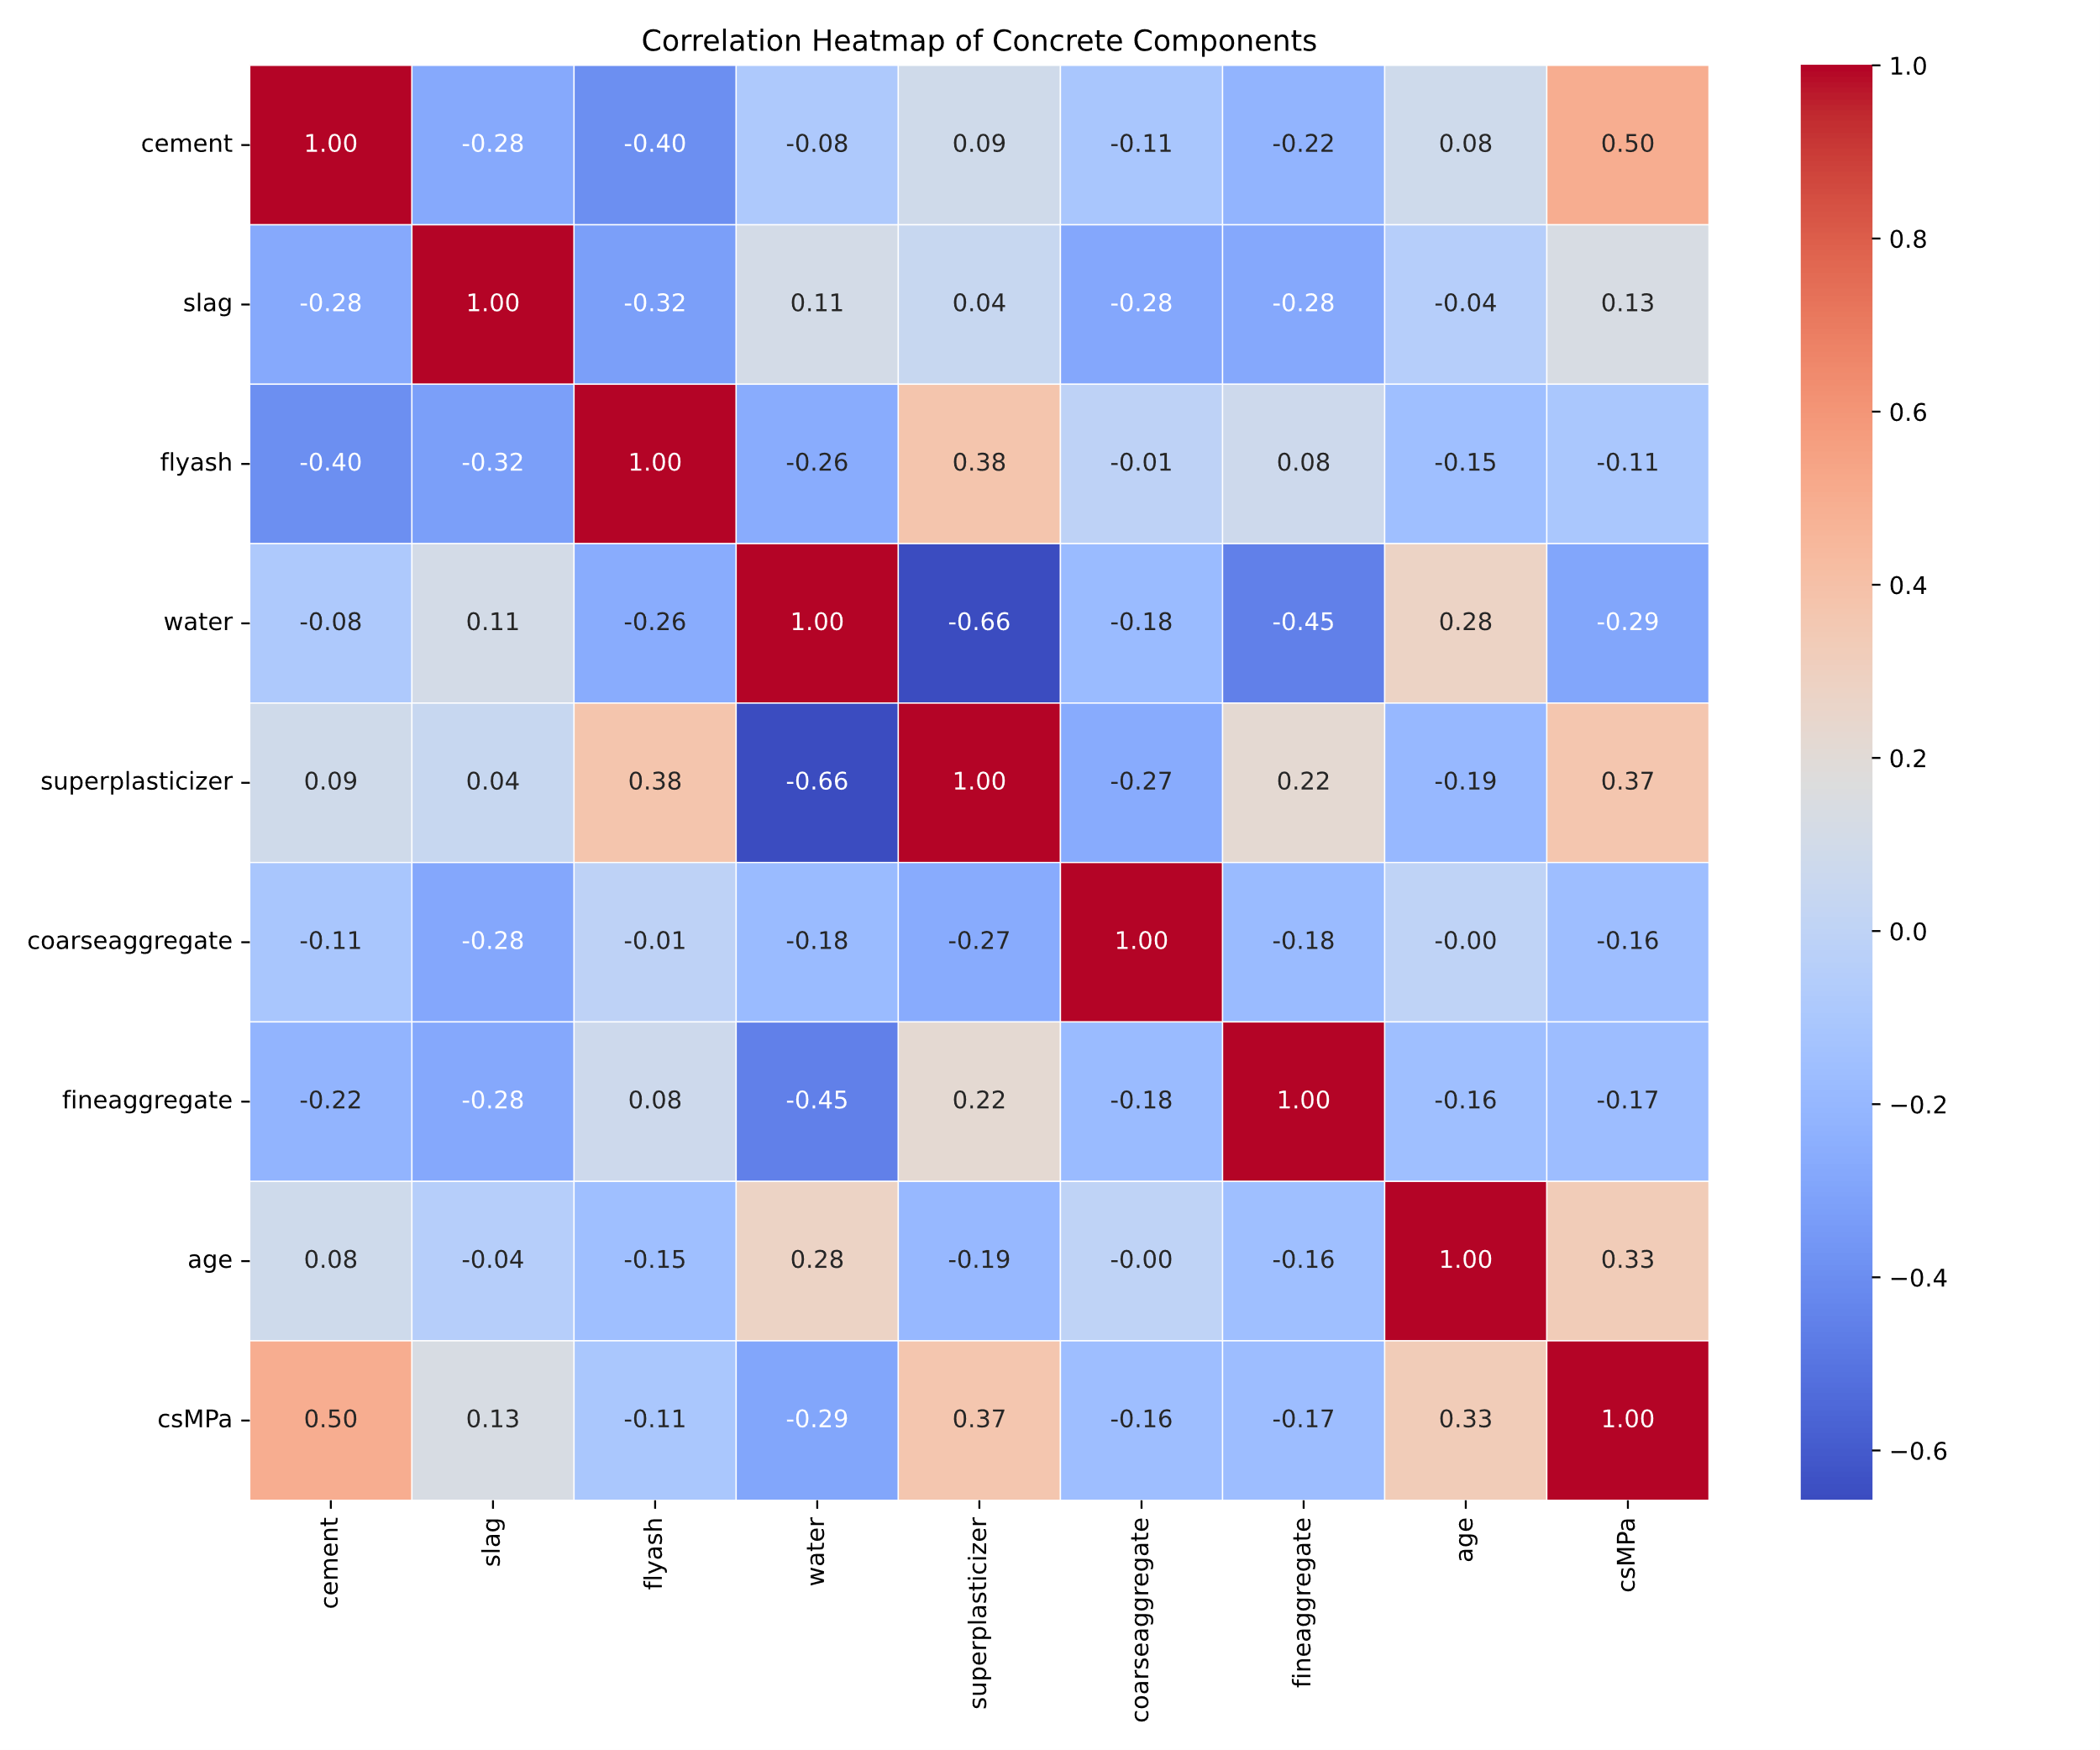 Correlation Heatmap of Concrete Components
cement 1.00 -0.28 -0.40 -0.08 0.09 -0.11 -0.22 0.08 0.50
slag -0.28 1.00 -0.32 0.11 0.04 -0.28 -0.28 -0.04 0.13
flyash -0.40 -0.32 1.00 -0.26 0.38 -0.01 0.08 -0.15 -0.11
water -0.08 0.11 -0.26 1.00 -0.66 -0.18 -0.45 0.28 -0.29
superplasticizer 0.09 0.04 0.38 -0.66 1.00 -0.27 0.22 -0.19 0.37
coarseaggregate -0.11 -0.28 -0.01 -0.18 -0.27 1.00 -0.18 -0.00 -0.16
fineaggregate -0.22 -0.28 0.08 -0.45 0.22 -0.18 1.00 -0.16 -0.17
age 0.08 -0.04 -0.15 0.28 -0.19 -0.00 -0.16 1.00 0.33
csMPa 0.50 0.13 -0.11 -0.29 0.37 -0.16 -0.17 0.33 1.00
cement
slag
flyash
water
superplasticizer
coarseaggregate
fineaggregate
age
csMPa
1.0
0.8
0.6
0.4
0.2
0.0
−0.2
−0.4
−0.6